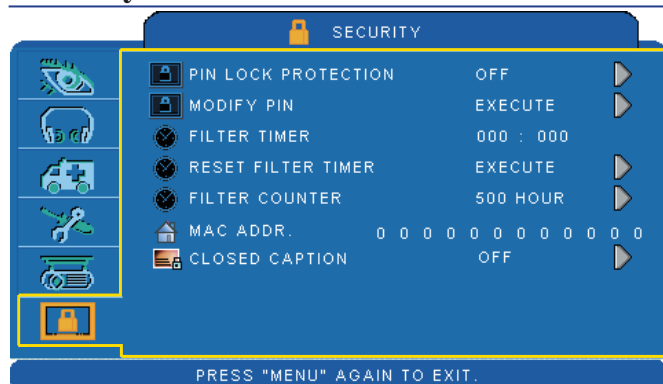 SECURITY
PIN LOCK PROTECTION OFF
MODIFY PIN EXECUTE
FILTER TIMER 000 : 000
RESET FILTER TIMER EXECUTE
FILTER COUNTER 500 HOUR
MAC ADDR. 0 0 0 0 0 0 0 0 0 0 0 0
CLOSED CAPTION OFF
PRESS "MENU" AGAIN TO EXIT.